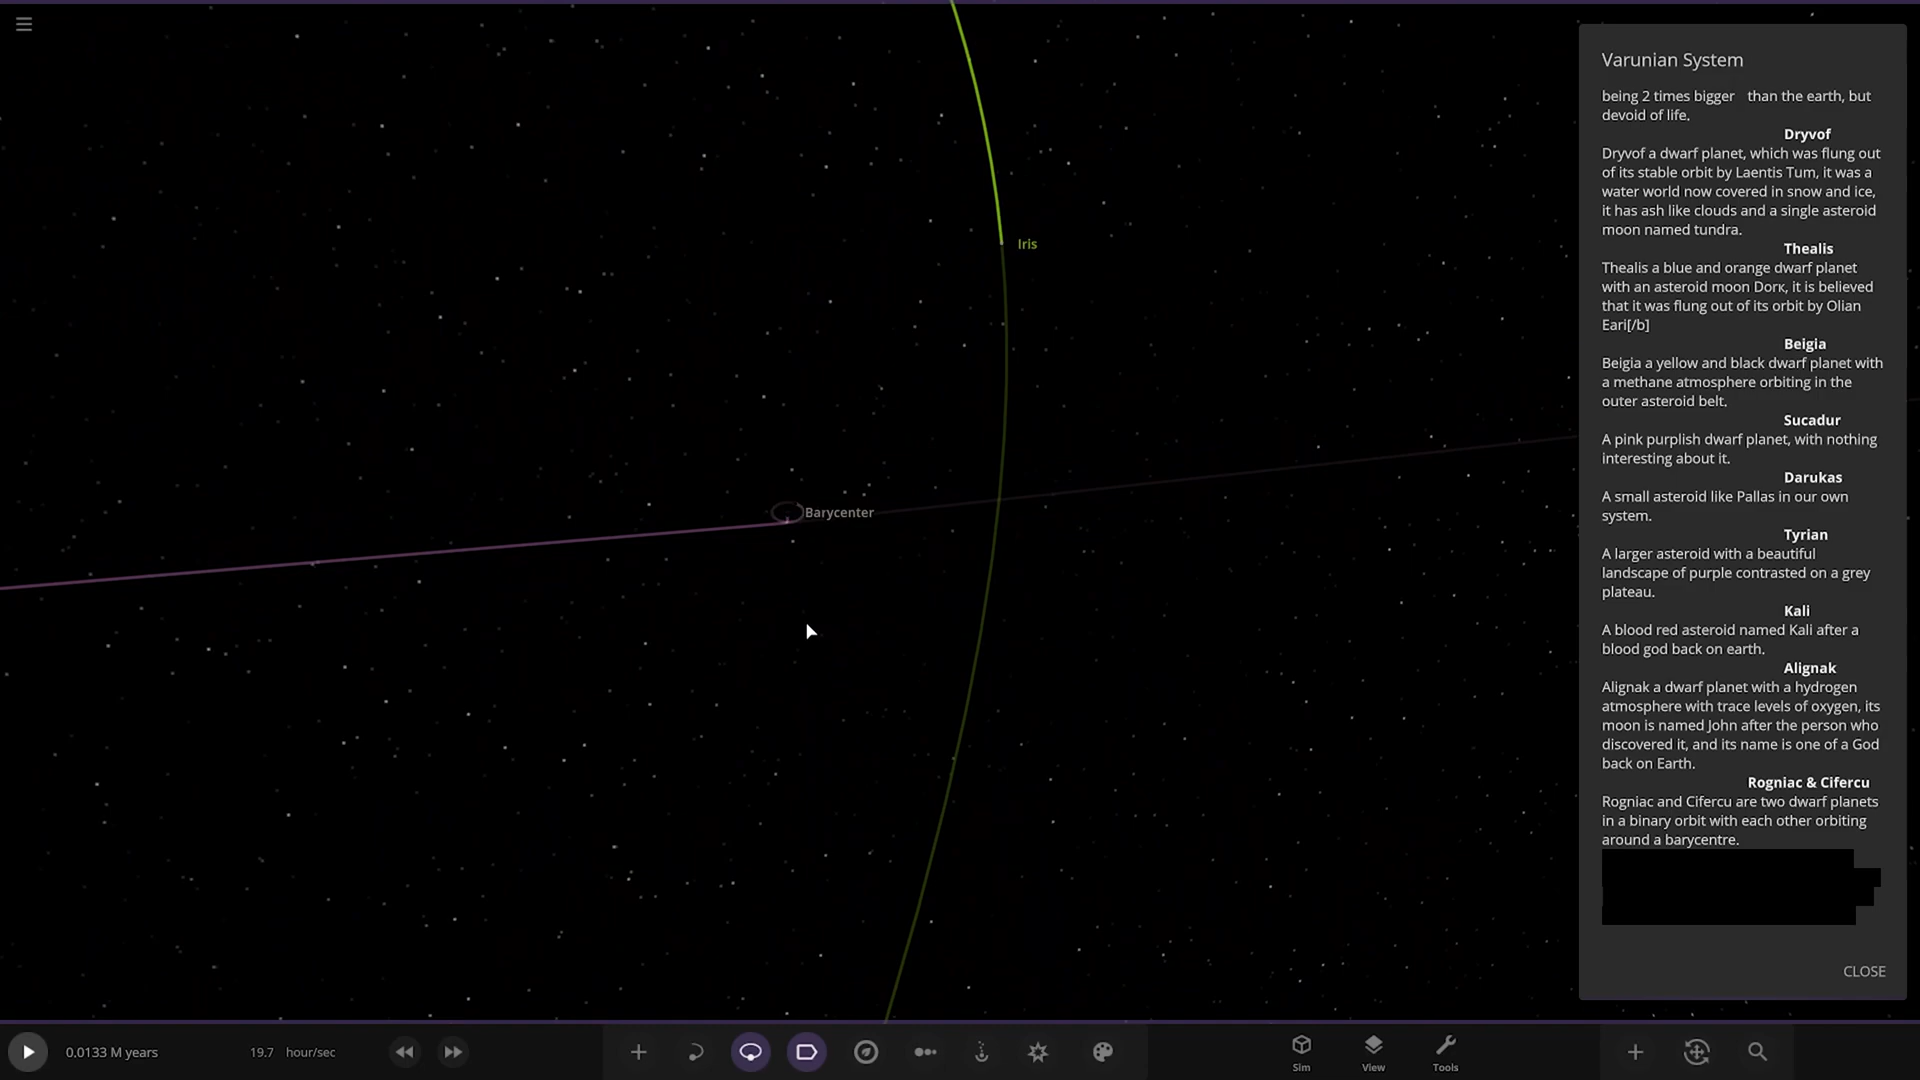 Varunian System
being 2 times bigger   than the earth, but
devoid of life.
Dryvof
Dryvof a dwarf planet, which was flung out
of its stable orbit by Laentis Tum, it was a
water world now covered in snow and ice,
it has ash like clouds and a single asteroid
moon named tundra.
Thealis
Thealis a blue and orange dwarf planet
with an asteroid moon Dork, it is believed
that it was flung out of its orbit by Olian
Eari[/b]
Beigia
Beigia a yellow and black dwarf planet with
a methane atmosphere orbiting in the
outer asteroid belt.
Sucadur
A pink purplish dwarf planet, with nothing
interesting about it.
Darukas
A small asteroid like Pallas in our own
system.
Tyrian
A larger asteroid with a beautiful
landscape of purple contrasted on a grey
plateau.
Kali
A blood red asteroid named Kali after a
blood god back on earth.
Alignak
Alignak a dwarf planet with a hydrogen
atmosphere with trace levels of oxygen, its
moon is named John after the person who
discovered it, and its name is one of a God
back on Earth.
Rogniac & Cifercu
Rogniac and Cifercu are two dwarf planets
in a binary orbit with each other orbiting
around a barycentre.
CLOSE
Iris
Barycenter
0.0133 M years
19.7 hour/sec
Sim
View
Tools